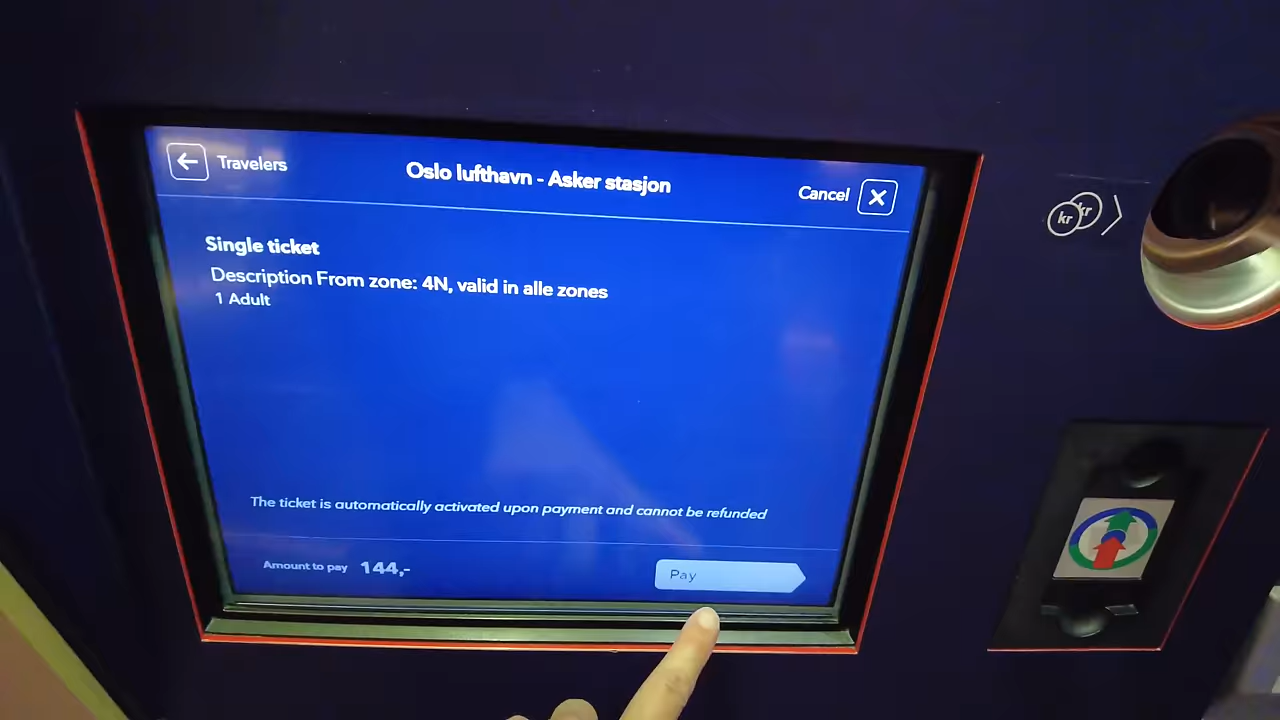 Travelers
Oslo lufthavn - Asker stasjon
Cancel
Single ticket
Description From zone: 4N, valid in alle zones
1 Adult
The ticket is automatically activated upon payment and cannot be refunded
Amount to pay 144,-
Pay
kr kr